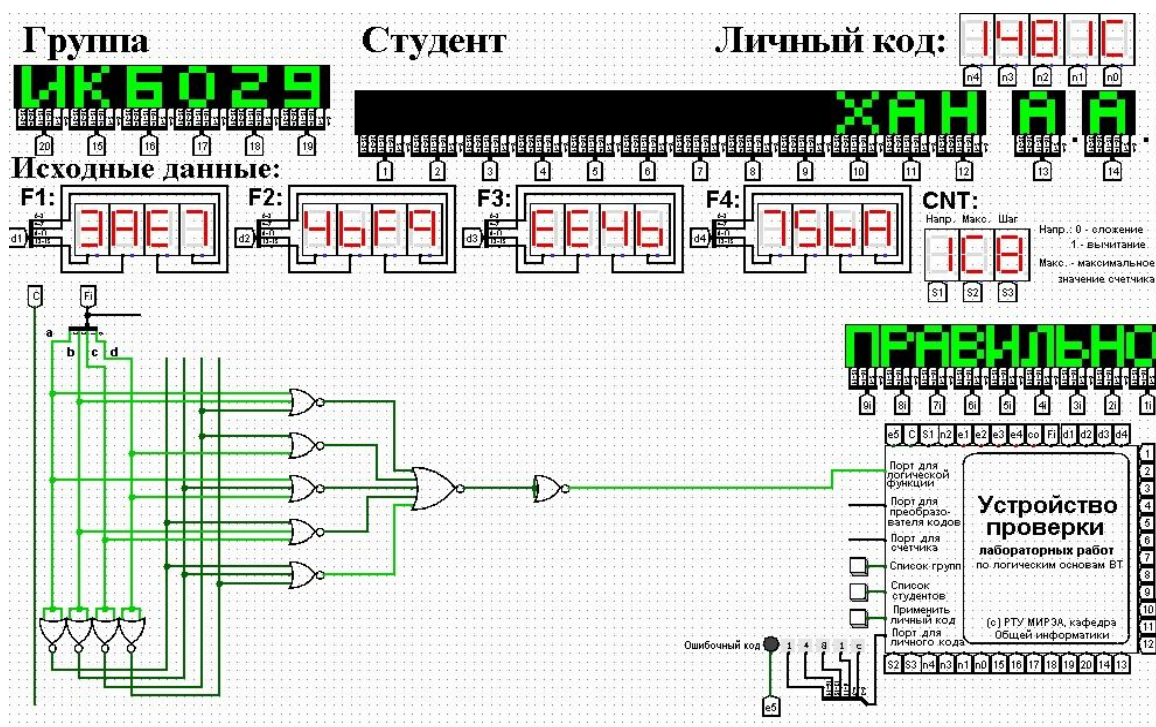 Группа Студент Личный код: 1481C
n4 n3 n2 n1 n0
ИК6029
ХАН А.А.
20 15 16 17 18 19
1 2 3 4 5 6 7 8 9 10 11 12 13 14
Исходные данные:
F1: F2: F3: F4: CNT:
Напр. Макс. Шаг
d1 3AE7 d2 4bF9 d3 EE4b d4 756A 1C8
Напр.: 0 - сложение
1 - вычитание.
Макс. - максимальное
значение счетчика
S1 S2 S3
C Fi
a b c d
ПРАВИЛЬНО
9i 8i 7i 6i 5i 4i 3i 2i 1i
e5 C S1 n2 e1 e2 e3 e4 co Fi d1 d2 d3 d4
Порт для
логической
функции
Порт для
преобразо-
вателя кодов
Порт для
счётчика
Список групп
Список
студентов
Применить
личный код
Порт для
личного кода
Устройство
проверки
лабораторных работ
по логическим основам ВТ
(с) РТУ МИРЭА, кафедра
Общей информатики
1
2
3
4
5
6
7
8
9
10
11
12
Ошибочный код 1 4 8 1 c
e5
S2 S3 n4 n3 n1 n0 15 16 17 18 19 20 14 13